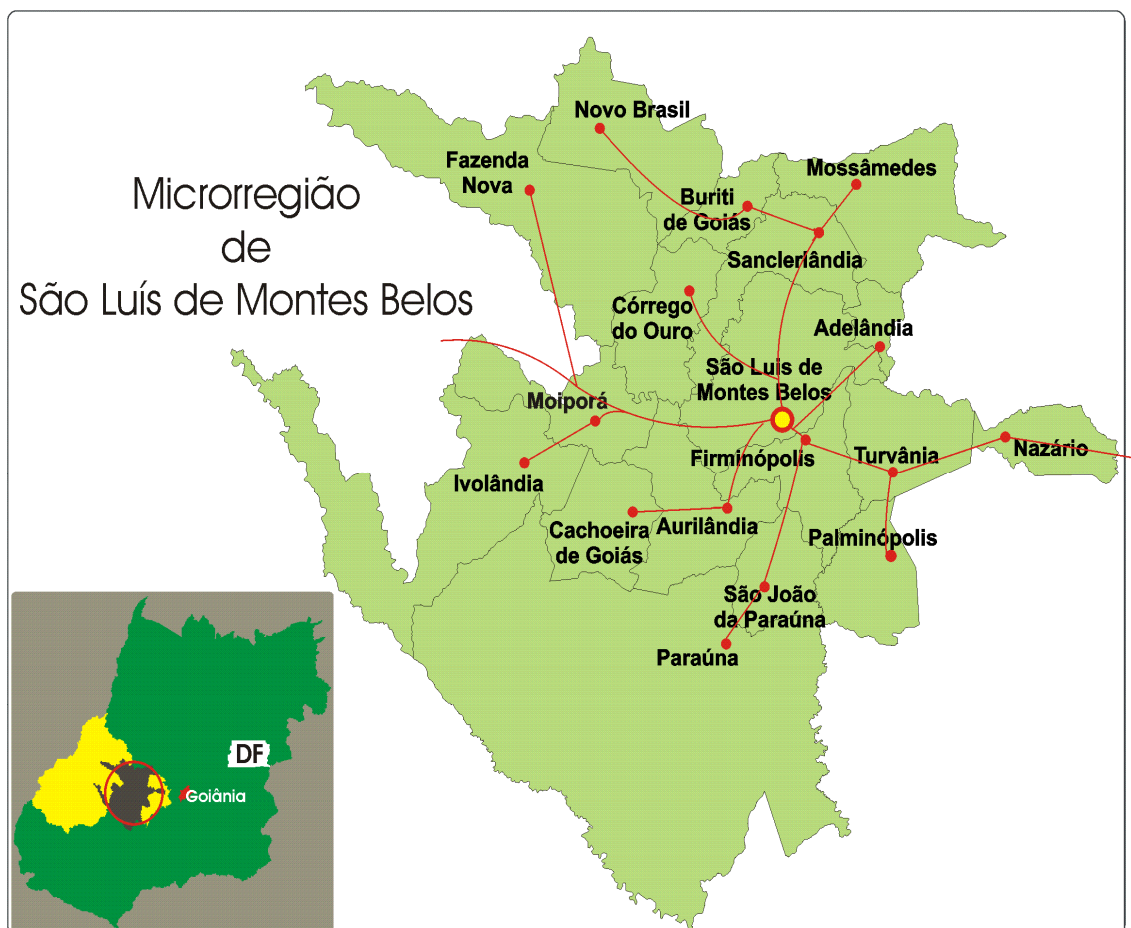 Microrregião
de
São Luís de Montes Belos
Novo Brasil
Fazenda
Nova
Mossâmedes
Buriti
de Goiás
Sanclerlândia
Córrego
do Ouro
Adelândia
São Luis de
Montes Belos
Moiporá
Firminópolis
Turvânia
Nazário
Ivolândia
Cachoeira
de Goiás
Aurilândia
Palminópolis
São João
da Paraúna
Paraúna
DF
Goiânia